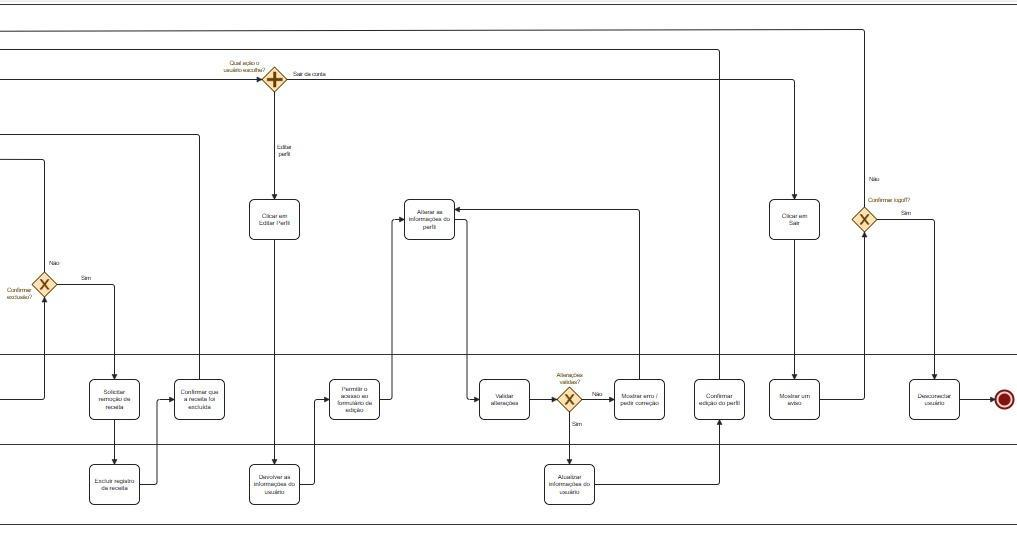 Qual ação o
usuário escolhe?
Sair da conta
Editar
perfil
Não
Clicar em
Editar Perfil
Alterar as
informações do
perfil
Clicar em
Sair
Confirmar logoff?
Sim
Não
Sim
Confirmar
exclusão?
Solicitar
remoção de
receita
Confirmar que
a receita foi
excluída
Permitir o
acesso ao
formulário de
edição
Validar
alterações
Alterações
validas?
Não
Sim
Mostrar erro /
pedir correção
Confirmar
edição do perfil
Mostrar um
aviso
Desconectar
usuário
Excluir registro
da receita
Devolver as
informações do
usuário
Atualizar
informações do
usuário